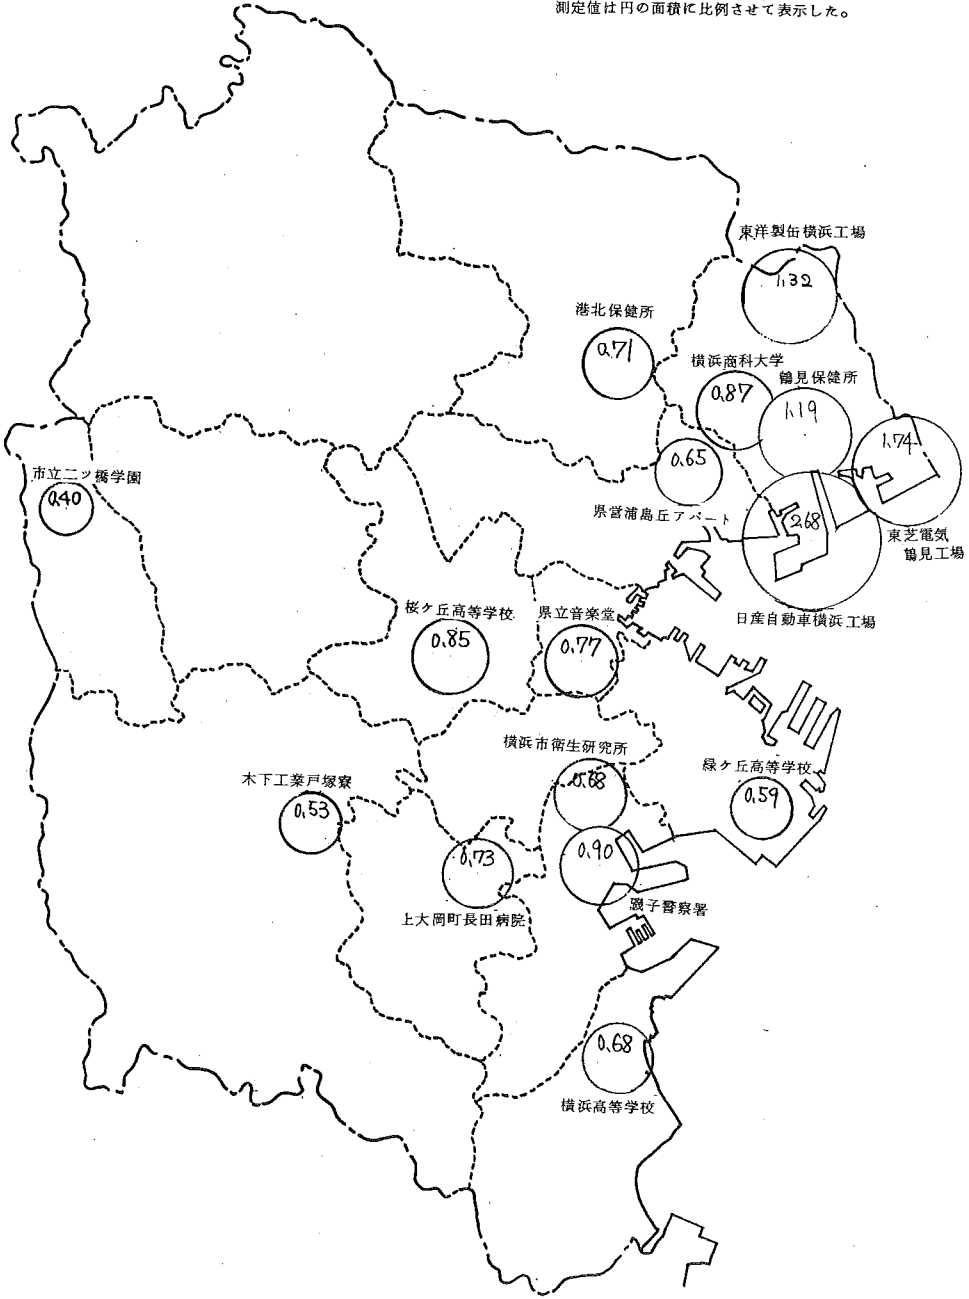 測定値は円の面積に比例させて表示した。
東洋製缶横浜工場
1.32
港北保健所
0.71
横浜商科大学
0.87
鶴見保健所
1.19
1.74
東芝電気
鶴見工場
市立二ッ橋学園
0.40
0.65
県営浦島丘アパート
2.68
日産自動車横浜工場
桜ケ丘高等学校
0.85
県立音楽堂
0.77
横浜市衛生研究所
0.68
緑ケ丘高等学校
0.59
木下工業戸塚寮
0.53
0.73
上大岡町長田病院
0.90
磯子警察署
0.68
横浜高等学校